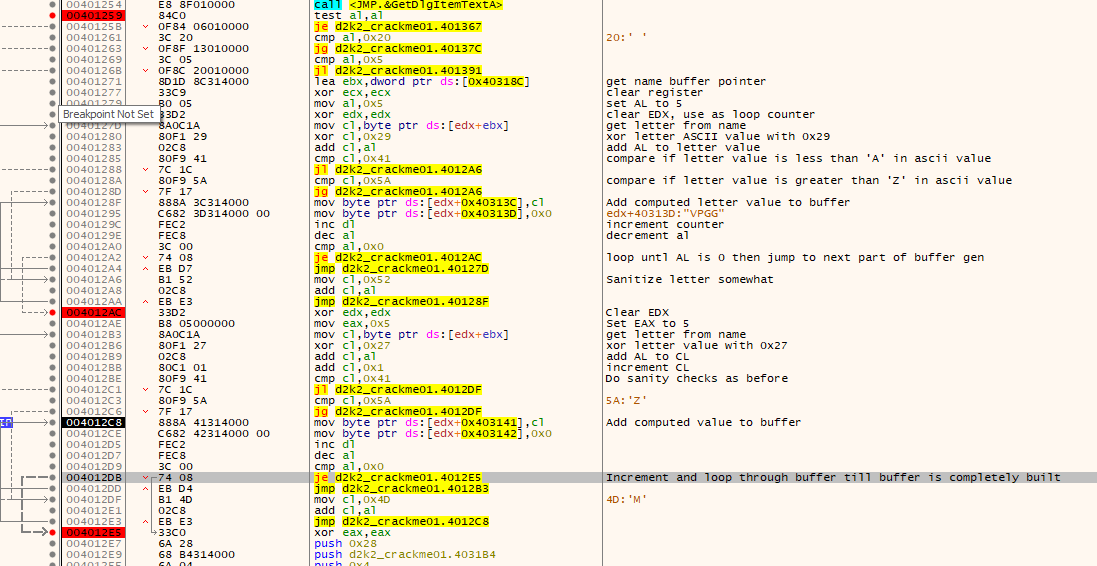 00401254 E8 8F010000 call <JMP.&GetDlgItemTextA>
00401259 84C0 test al,al
0040125B 0F84 06010000 je d2k2_crackme01.401367
00401261 3C 20 cmp al,0x20 20:' '
00401263 0F8F 13010000 jg d2k2_crackme01.40137C
00401269 3C 05 cmp al,0x5
0040126B 0F8C 20010000 jl d2k2_crackme01.401391
00401271 8D1D 8C314000 lea ebx,dword ptr ds:[0x40318C] get name buffer pointer
00401277 33C9 xor ecx,ecx clear register
00401279 B0 05 mov al,0x5 set AL to 5
Breakpoint Not Set 33D2 xor edx,edx clear EDX, use as loop counter
0040127D 8A0C1A mov cl,byte ptr ds:[edx+ebx] get letter from name
00401280 80F1 29 xor cl,0x29 xor letter ASCII value with 0x29
00401283 02C8 add cl,al add AL to letter value
00401285 80F9 41 cmp cl,0x41 compare if letter value is less than 'A' in ascii value
00401288 7C 1C jl d2k2_crackme01.4012A6
0040128A 80F9 5A cmp cl,0x5A compare if letter value is greater than 'Z' in ascii value
0040128D 7F 17 jg d2k2_crackme01.4012A6
0040128F 888A 3C314000 mov byte ptr ds:[edx+0x40313C],cl Add computed letter value to buffer
00401295 C682 3D314000 00 mov byte ptr ds:[edx+0x40313D],0x0 edx+40313D:"VPGG"
0040129C FEC2 inc dl increment counter
0040129E FEC8 dec al decrement al
004012A0 3C 00 cmp al,0x0
004012A2 74 08 je d2k2_crackme01.4012AC loop untl AL is 0 then jump to next part of buffer gen
004012A4 EB D7 jmp d2k2_crackme01.40127D
004012A6 B1 52 mov cl,0x52 Sanitize letter somewhat
004012A8 02C8 add cl,al
004012AA EB E3 jmp d2k2_crackme01.40128F
004012AC 33D2 xor edx,edx Clear EDX
004012AE B8 05000000 mov eax,0x5 Set EAX to 5
004012B3 8A0C1A mov cl,byte ptr ds:[edx+ebx] get letter from name
004012B6 80F1 27 xor cl,0x27 xor letter value with 0x27
004012B9 02C8 add cl,al add AL to CL
004012BB 80C1 01 add cl,0x1 increment CL
004012BE 80F9 41 cmp cl,0x41 Do sanity checks as before
004012C1 7C 1C jl d2k2_crackme01.4012DF
004012C3 80F9 5A cmp cl,0x5A 5A:'Z'
004012C6 7F 17 jg d2k2_crackme01.4012DF
004012C8 888A 41314000 mov byte ptr ds:[edx+0x403141],cl Add computed value to buffer
004012CE C682 42314000 00 mov byte ptr ds:[edx+0x403142],0x0
004012D5 FEC2 inc dl
004012D7 FEC8 dec al
004012D9 3C 00 cmp al,0x0
004012DB 74 08 je d2k2_crackme01.4012E5 Increment and loop through buffer till buffer is completely built
004012DD EB D4 jmp d2k2_crackme01.4012B3
004012DF B1 4D mov cl,0x4D 4D:'M'
004012E1 02C8 add cl,al
004012E3 EB E3 jmp d2k2_crackme01.4012C8
004012E5 33C0 xor eax,eax
004012E7 6A 28 push 0x28
004012E9 68 B4314000 push d2k2_crackme01.4031B4
004012EE 6A 04 push 0x4